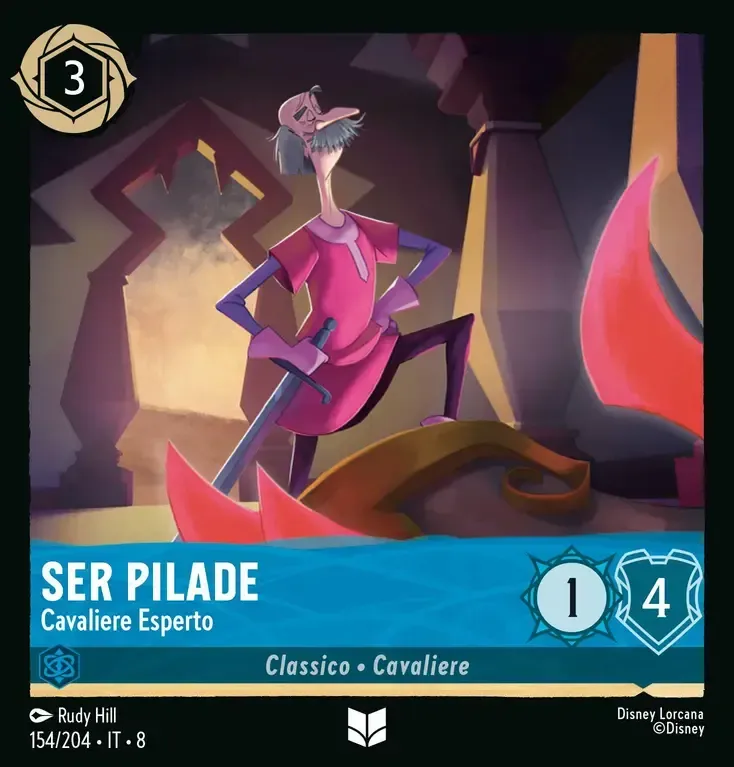 3
SER PILADE
Cavaliere Esperto
1 4
Classico • Cavaliere
Rudy Hill
154/204 • IT • 8
Disney Lorcana
©Disney